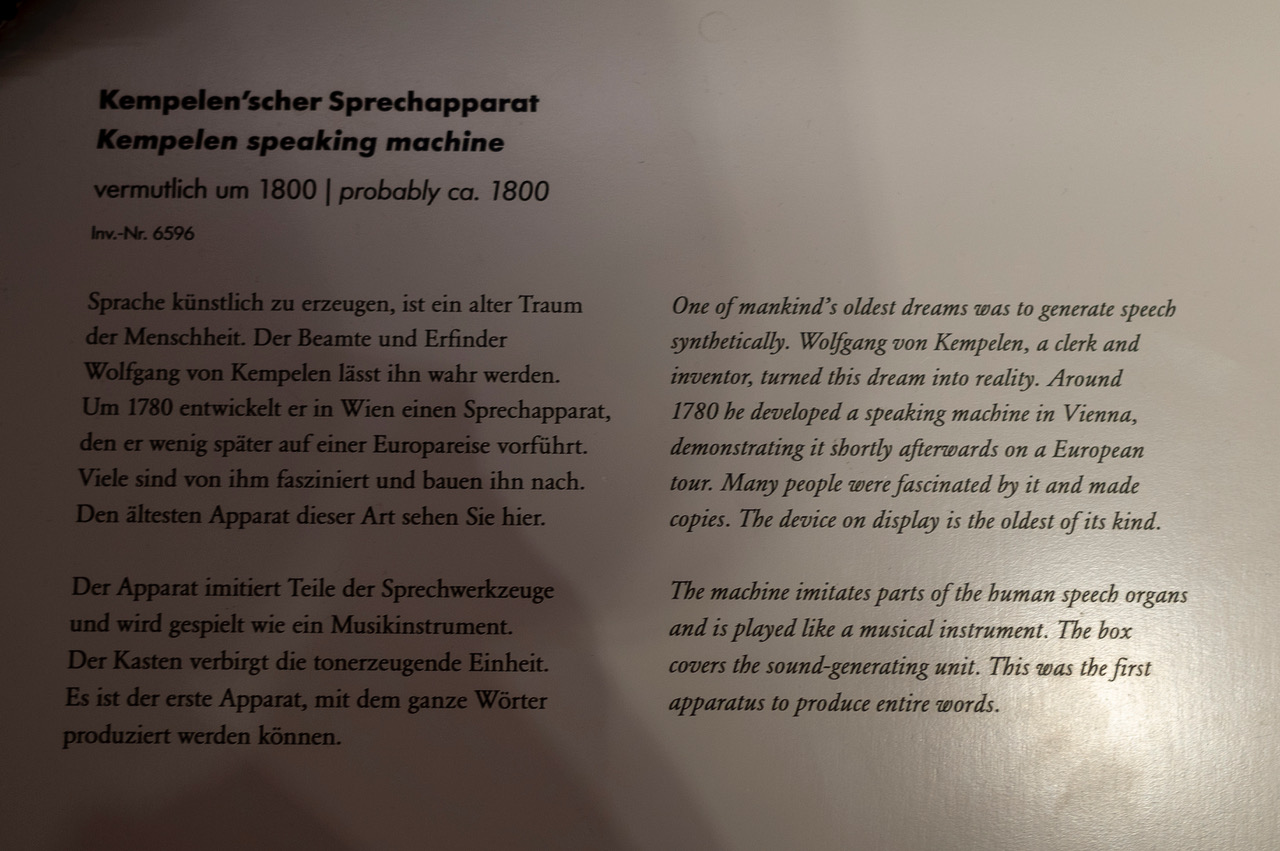 Kempelen'scher Sprechapparat
Kempelen speaking machine
vermutlich um 1800 | probably ca. 1800
Inv.-Nr. 6596
Sprache künstlich zu erzeugen, ist ein alter Traum
der Menschheit. Der Beamte und Erfinder
Wolfgang von Kempelen lässt ihn wahr werden.
Um 1780 entwickelt er in Wien einen Sprechapparat,
den er wenig später auf einer Europareise vorführt.
Viele sind von ihm fasziniert und bauen ihn nach.
Den ältesten Apparat dieser Art sehen Sie hier.
Der Apparat imitiert Teile der Sprechwerkzeuge
und wird gespielt wie ein Musikinstrument.
Der Kasten verbirgt die tonerzeugende Einheit.
Es ist der erste Apparat, mit dem ganze Wörter
produziert werden können.
One of mankind's oldest dreams was to generate speech
synthetically. Wolfgang von Kempelen, a clerk and
inventor, turned this dream into reality. Around
1780 he developed a speaking machine in Vienna,
demonstrating it shortly afterwards on a European
tour. Many people were fascinated by it and made
copies. The device on display is the oldest of its kind.
The machine imitates parts of the human speech organs
and is played like a musical instrument. The box
covers the sound-generating unit. This was the first
apparatus to produce entire words.